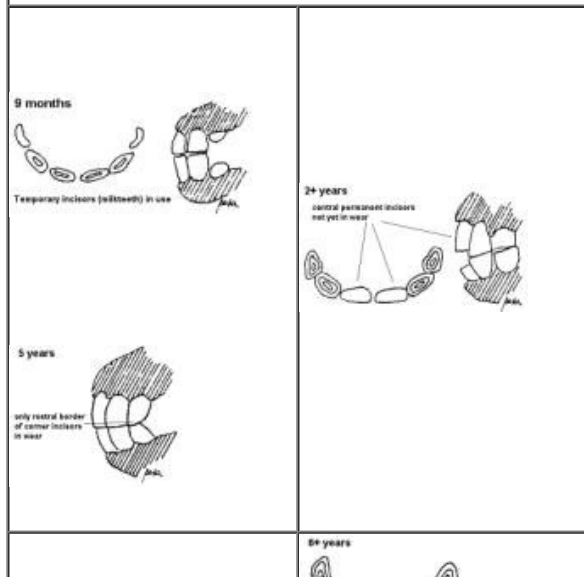 9 months
Temporary incisors (milkteeth) in use
2+ years
central permanent incisors
not yet in wear
5 years
only rostral border
of corner incisors
in wear
8+ years